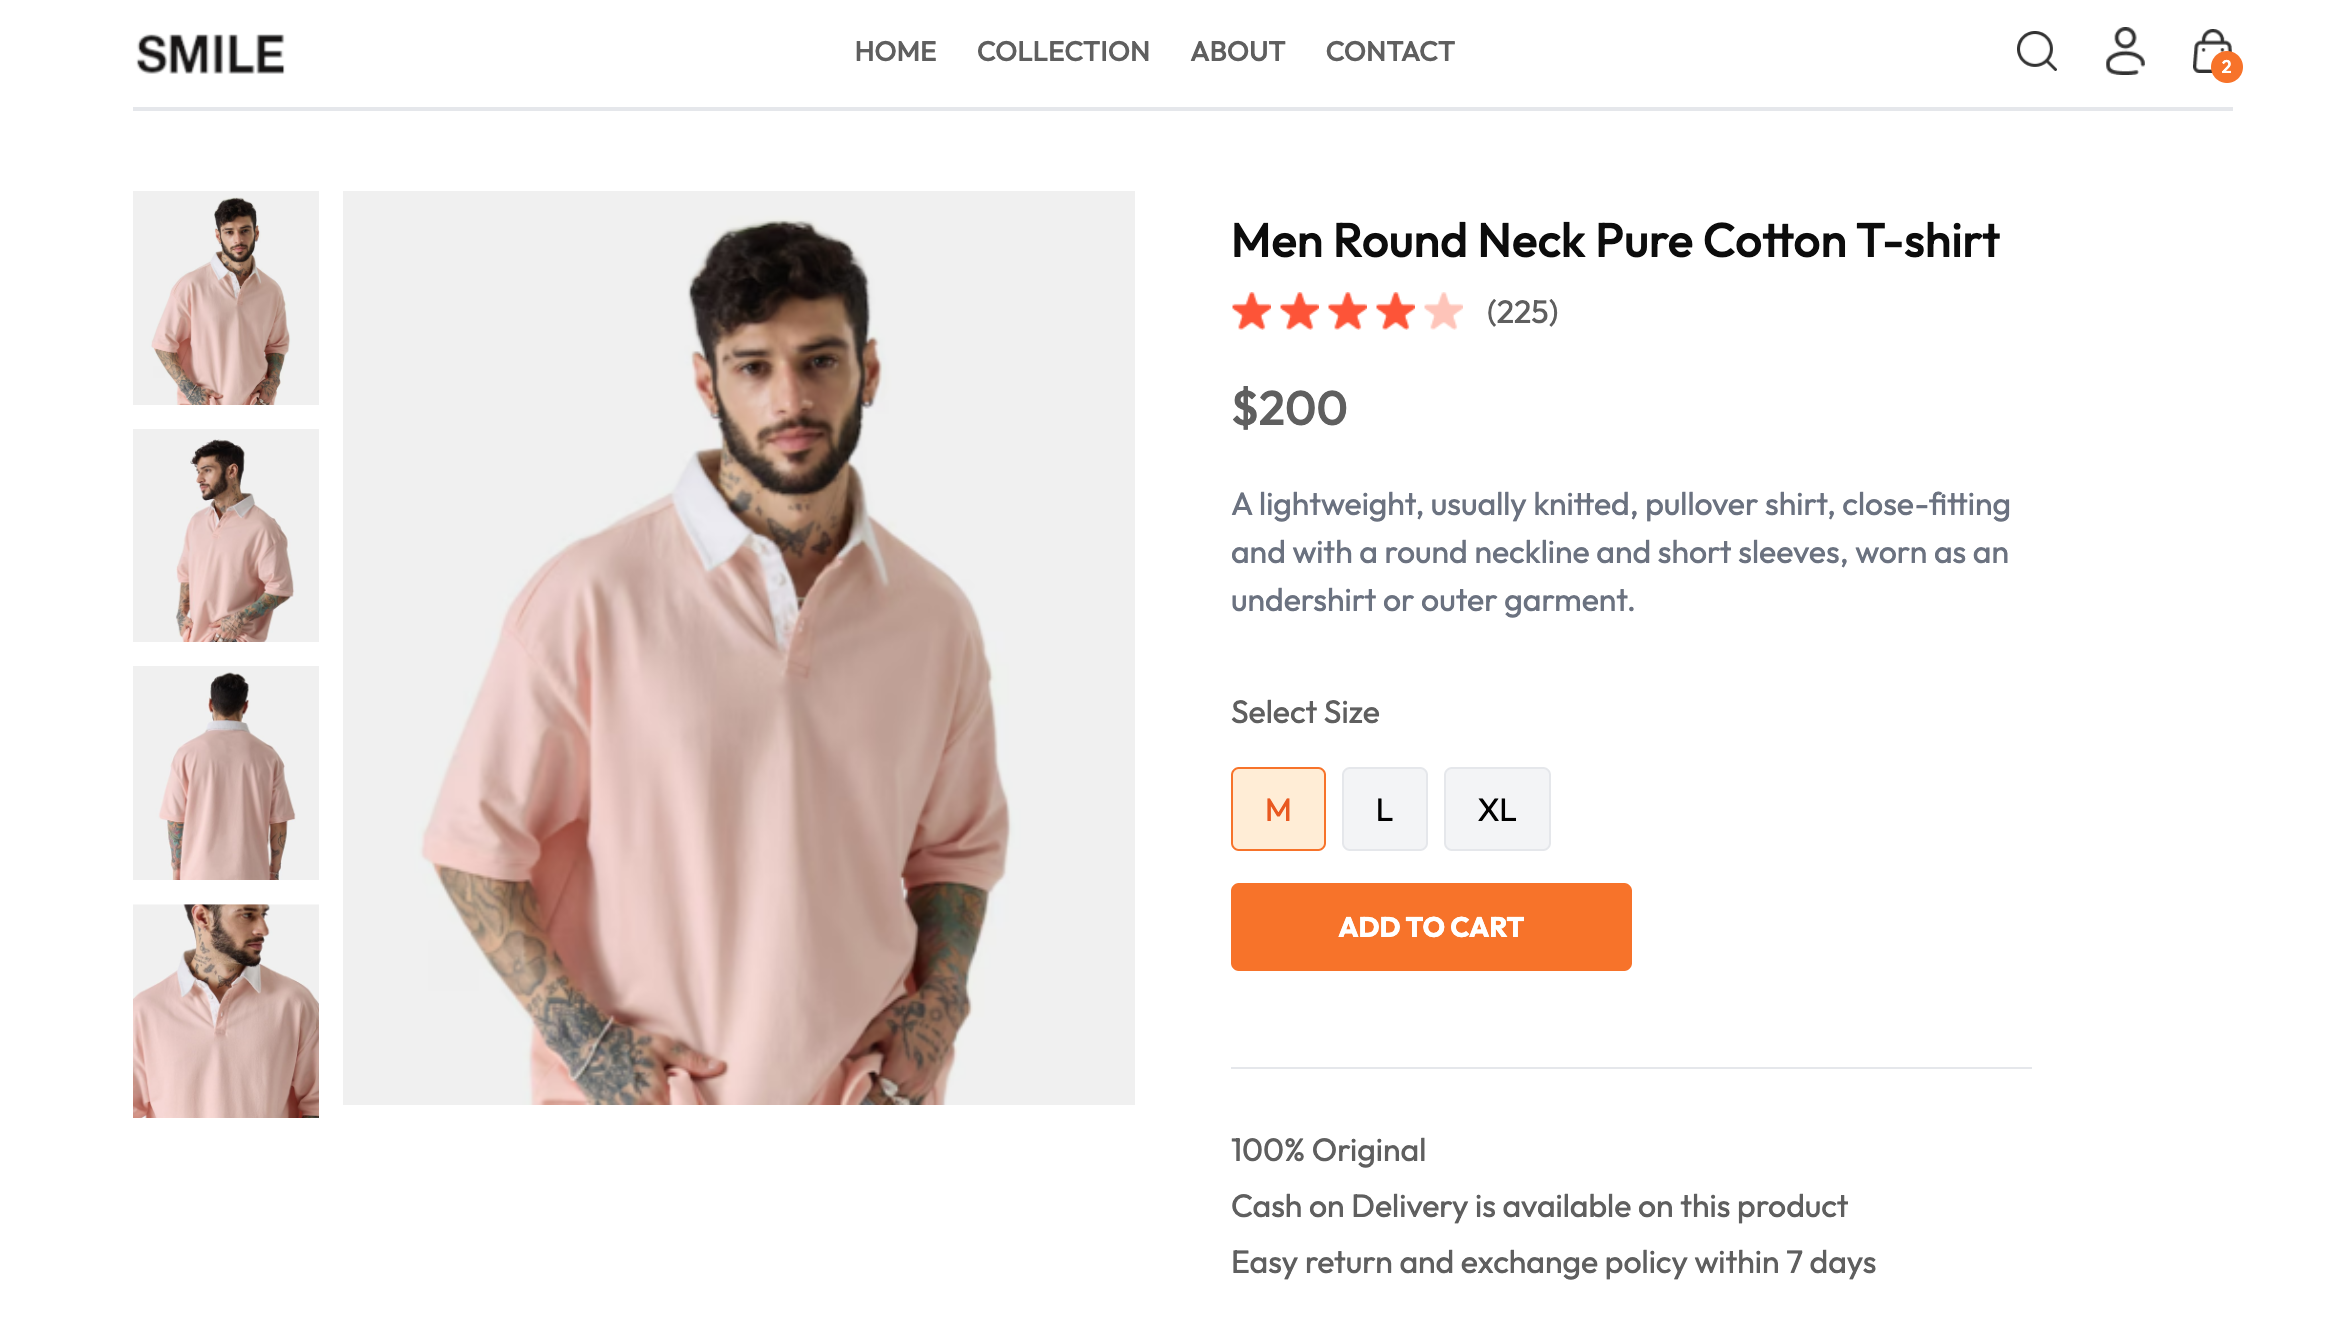 SMILE
HOME COLLECTION ABOUT CONTACT
2
Men Round Neck Pure Cotton T-shirt
(225)
$200
A lightweight, usually knitted, pullover shirt, close-fitting
and with a round neckline and short sleeves, worn as an
undershirt or outer garment.
Select Size
M L XL
ADD TO CART
100% Original
Cash on Delivery is available on this product
Easy return and exchange policy within 7 days